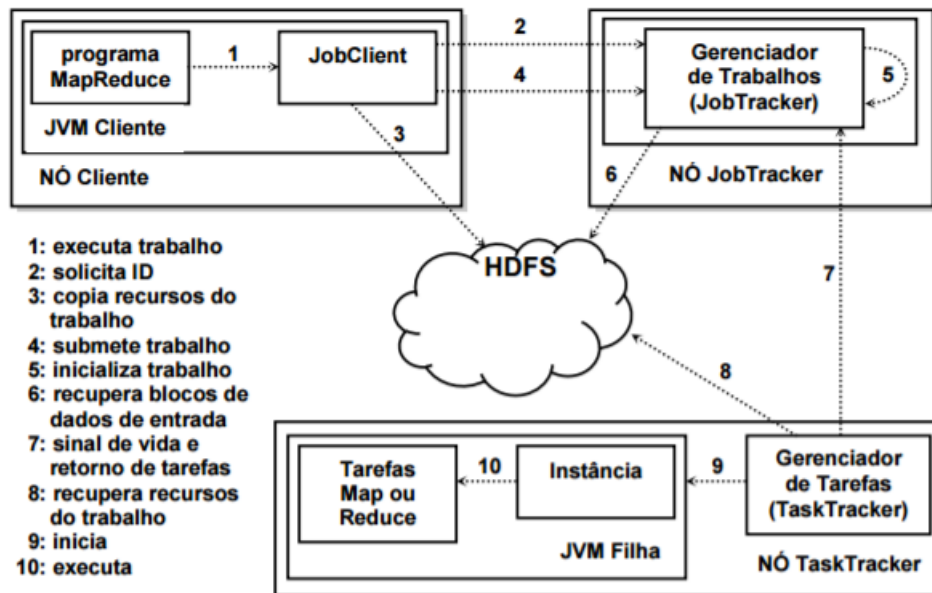 programa
MapReduce
1
JobClient
2
4
Gerenciador
de Trabalhos
(JobTracker)
5
JVM Cliente
3
NÓ Cliente
6
NÓ JobTracker
HDFS
7
1: executa trabalho
2: solicita ID
3: copia recursos do
trabalho
4: submete trabalho
5: inicializa trabalho
6: recupera blocos de
dados de entrada
7: sinal de vida e
retorno de tarefas
8: recupera recursos
do trabalho
9: inicia
10: executa
8
Tarefas
Map ou
Reduce
10
Instância
9
Gerenciador
de Tarefas
(TaskTracker)
JVM Filha
NÓ TaskTracker